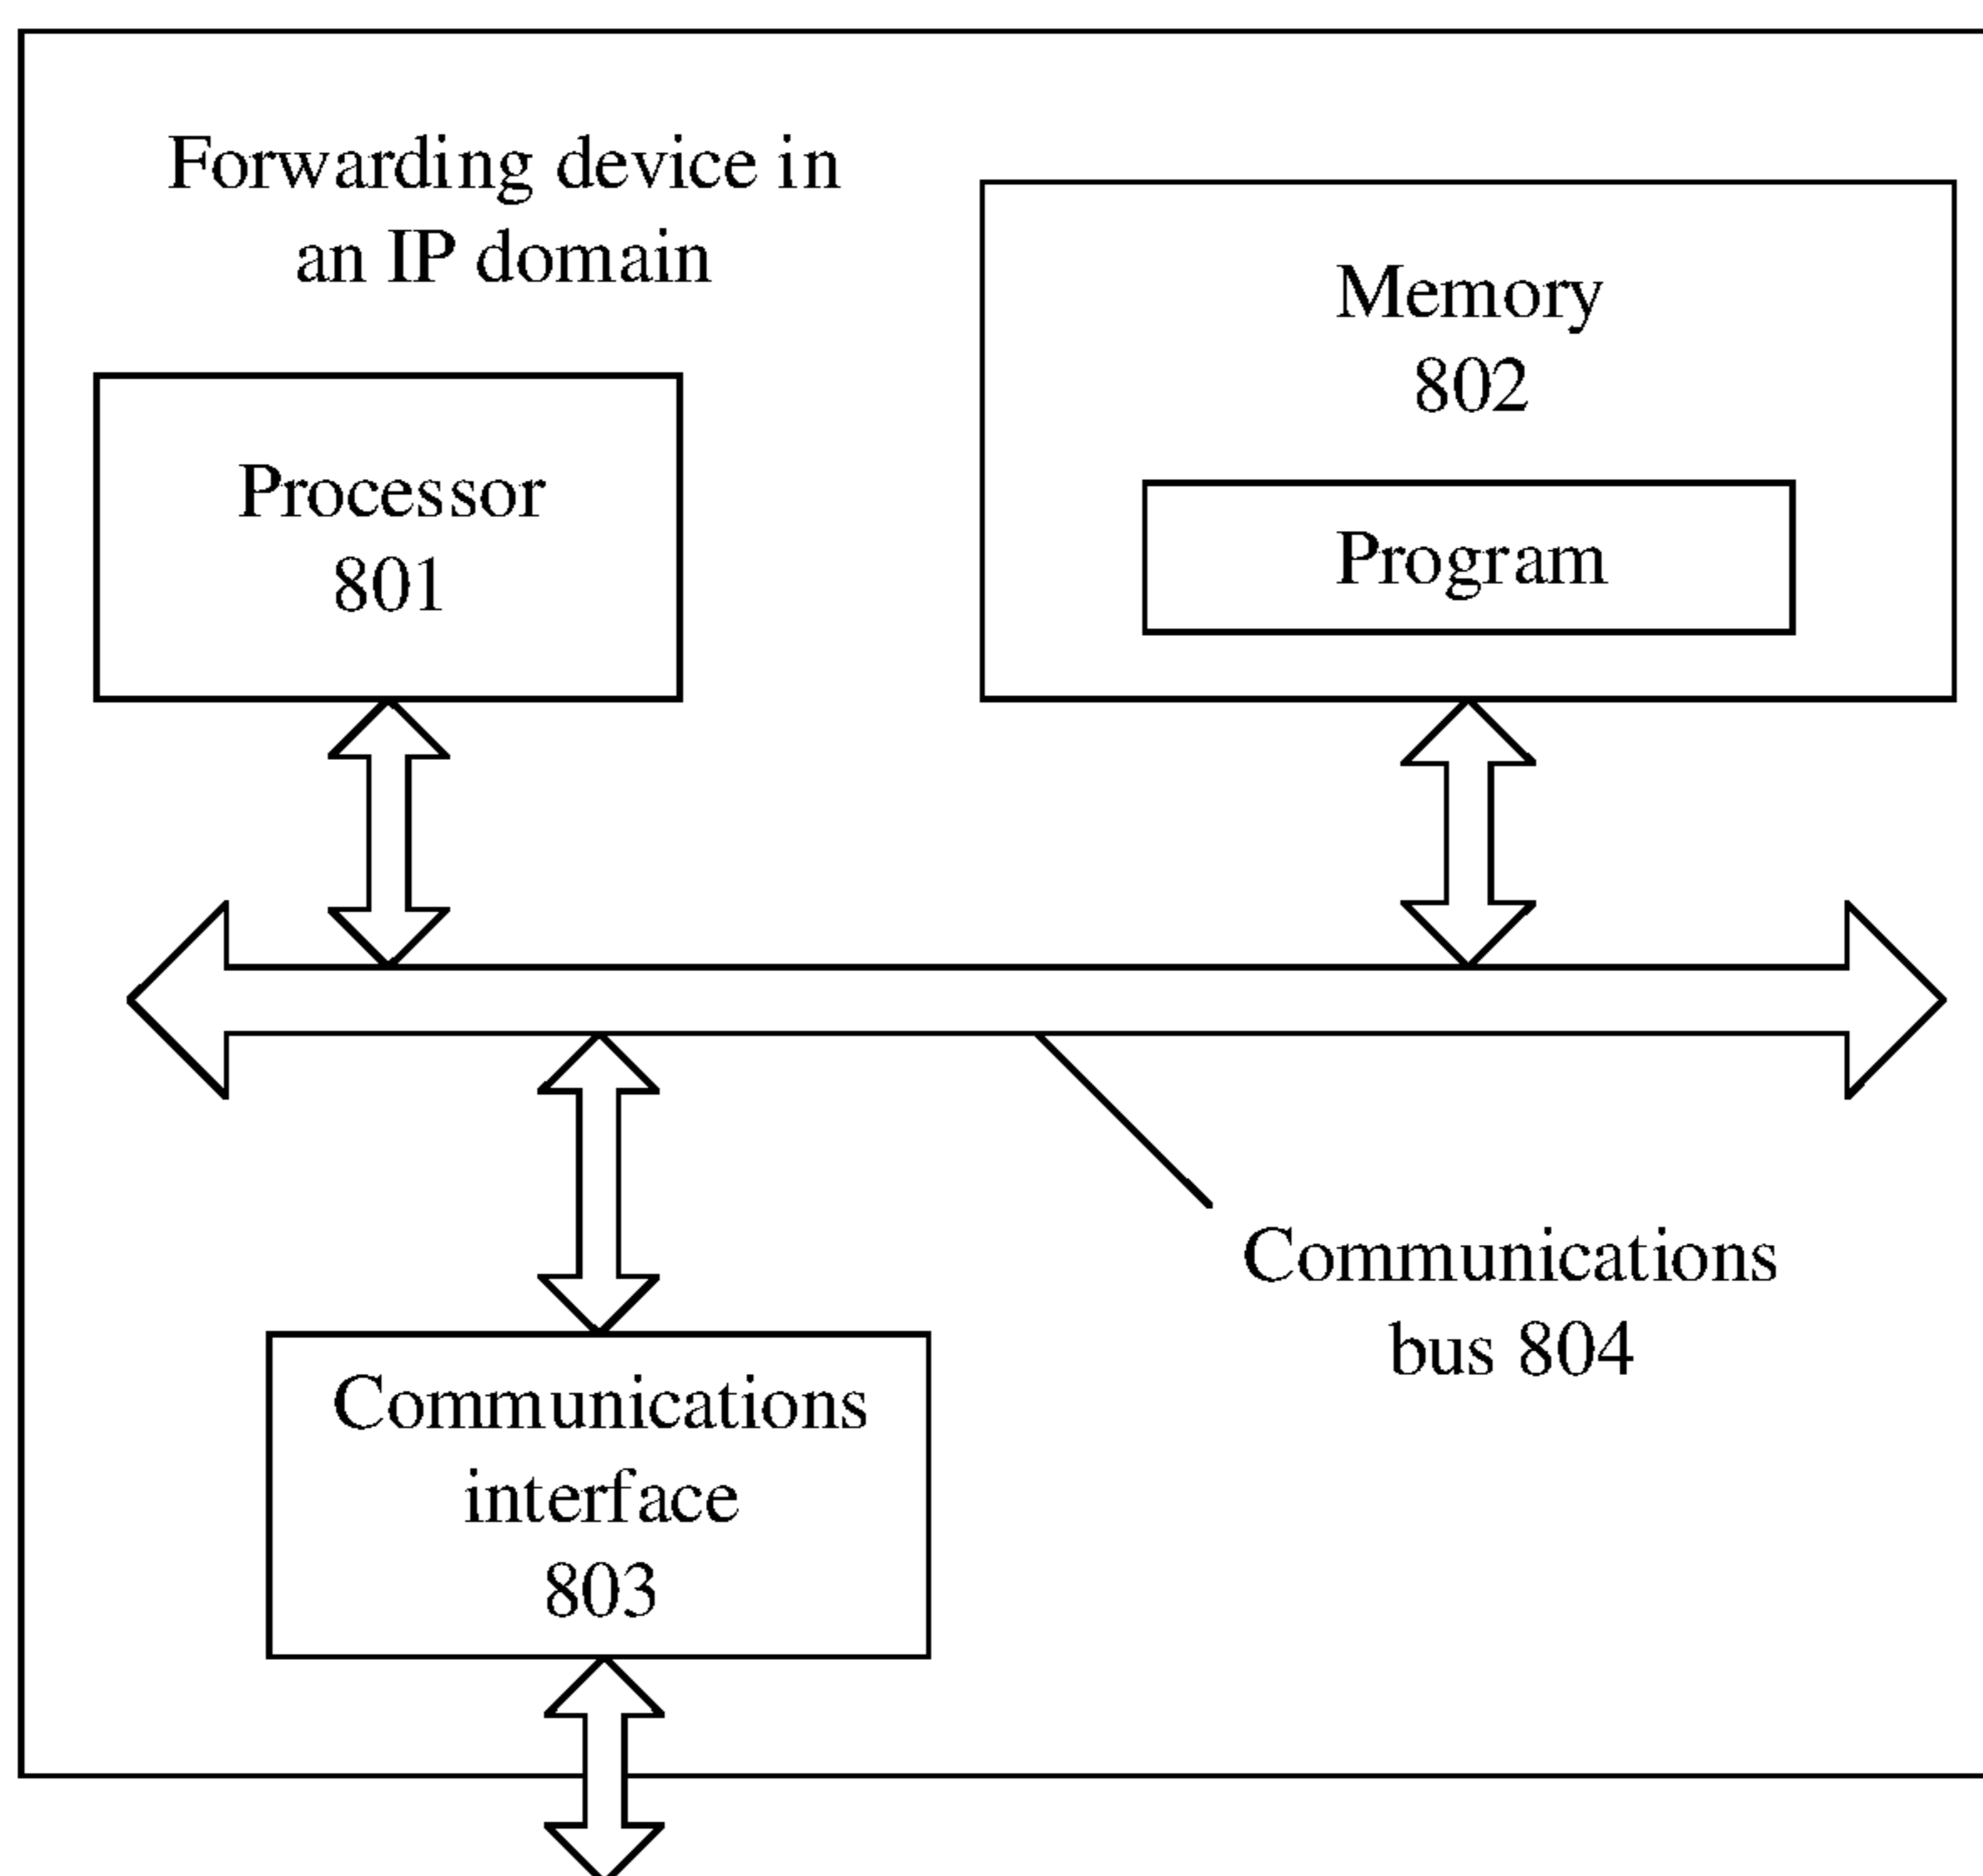 Forwarding device in
an IP domain
Memory
802
Program
Processor
801
Communications
bus 804
Communications
interface
803